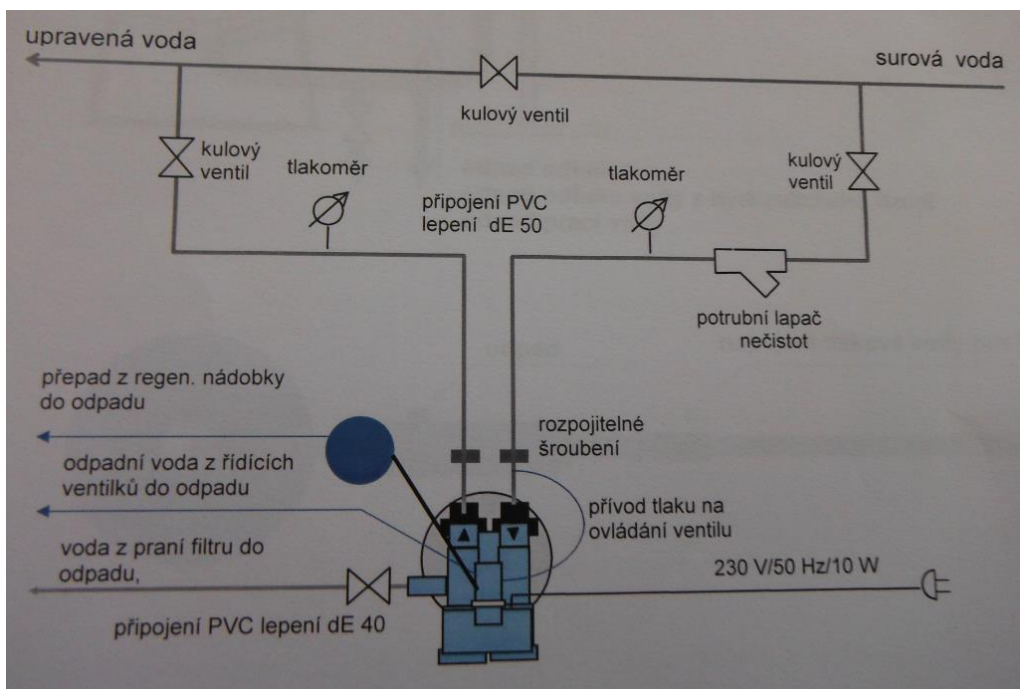 upravená voda
surová voda
kulový ventil
kulový
ventil
tlakoměr
tlakoměr
kulový
ventil
připojení PVC
lepení dE 50
potrubní lapač
nečistot
přepad z regen. nádobky
do odpadu
rozpojitelné
šroubení
odpadní voda z řídících
ventilků do odpadu
přívod tlaku na
ovládání ventilu
voda z praní filtru do
odpadu,
230 V/50 Hz/10 W
připojení PVC lepení dE 40